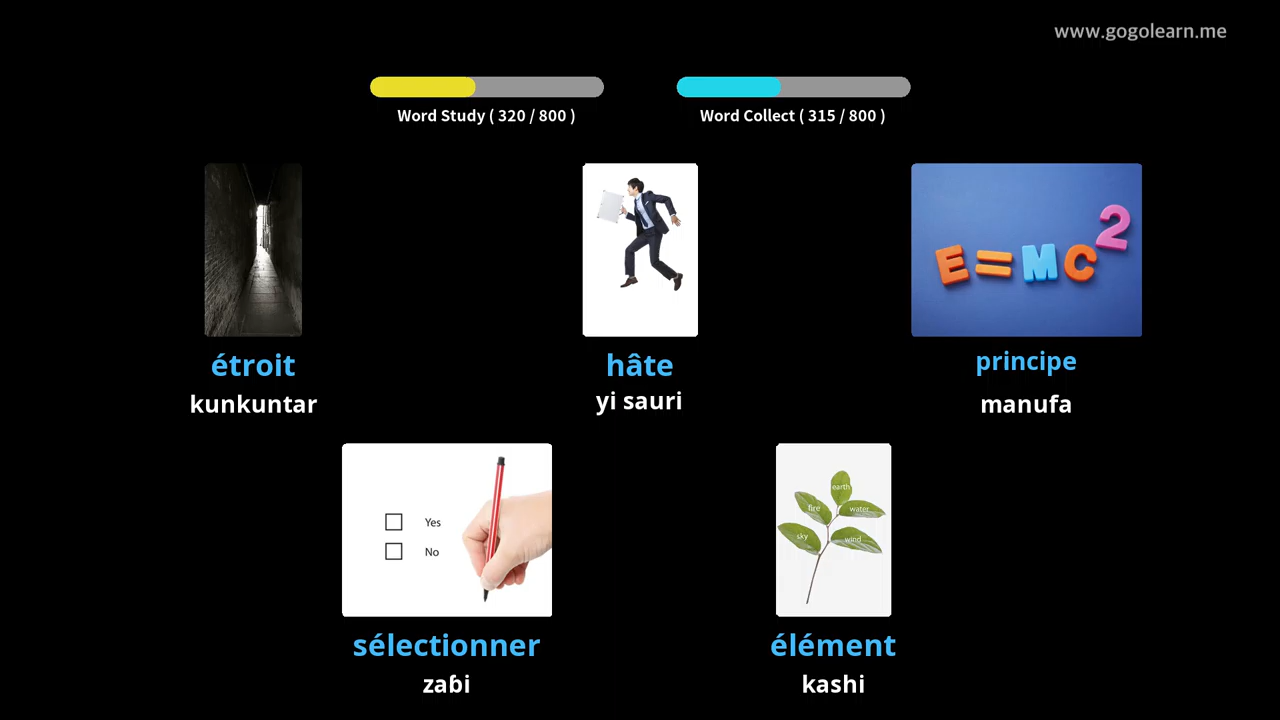 www.gogolearn.me
Word Study ( 320 / 800 )
Word Collect ( 315 / 800 )
E=MC2
étroit
hâte
principe
kunkuntar
yi sauri
manufa
Yes
No
earth
fire
water
sky
wind
sélectionner
élément
zaɓi
kashi